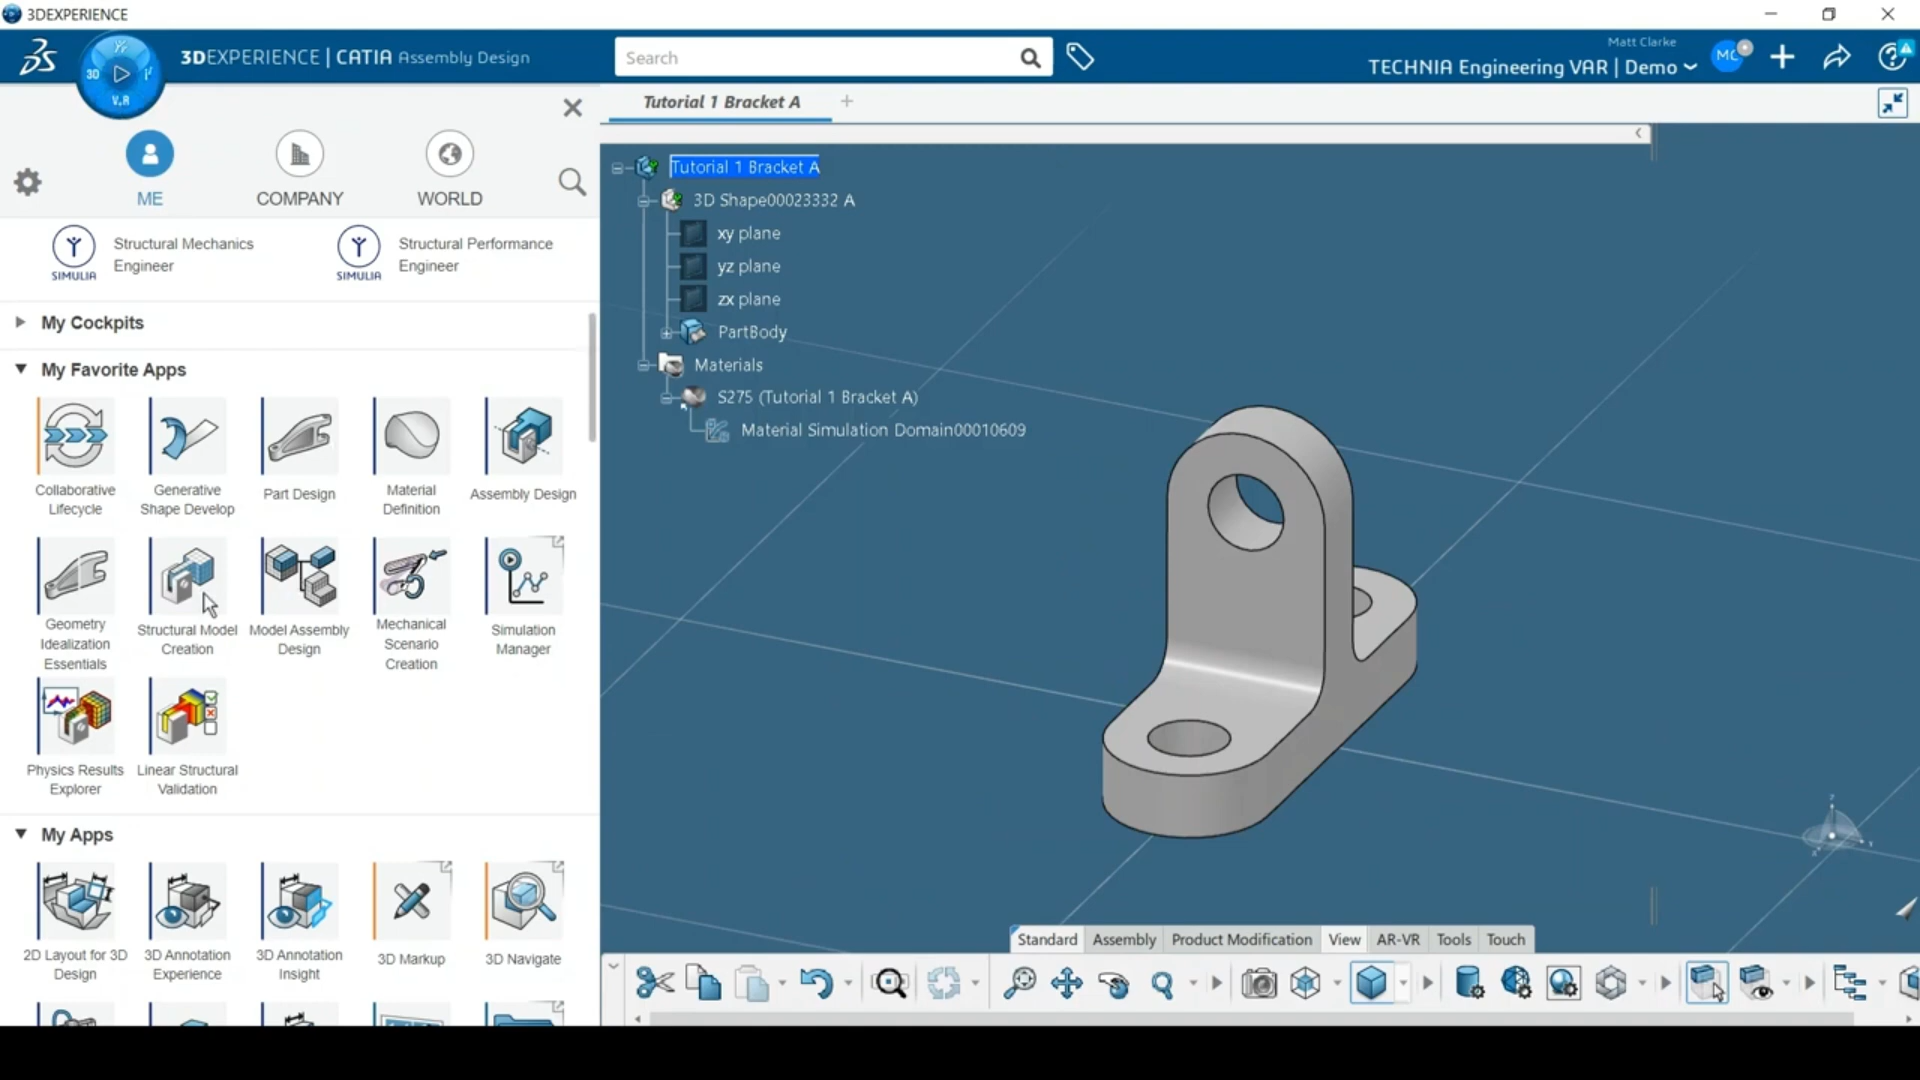 3DEXPERIENCE
3DEXPERIENCE | CATIA Assembly Design
3D
V.R
Search
Matt Clarke
TECHNIA Engineering VAR | Demo
MC
Tutorial 1 Bracket A
ME
COMPANY
WORLD
Structural Mechanics
Engineer
SIMULIA
Structural Performance
Engineer
SIMULIA
My Cockpits
My Favorite Apps
Collaborative
Lifecycle
Generative
Shape Develop
Part Design
Material
Definition
Assembly Design
Geometry
Idealization
Essentials
Structural Model
Creation
Model Assembly
Design
Mechanical
Scenario
Creation
Simulation
Manager
Physics Results
Explorer
Linear Structural
Validation
My Apps
2D Layout for 3D
Design
3D Annotation
Experience
3D Annotation
Insight
3D Markup
3D Navigate
Tutorial 1 Bracket A
3D Shape00023332 A
xy plane
yz plane
zx plane
PartBody
Materials
S275 (Tutorial 1 Bracket A)
Material Simulation Domain00010609
Standard
Assembly
Product Modification
View
AR-VR
Tools
Touch